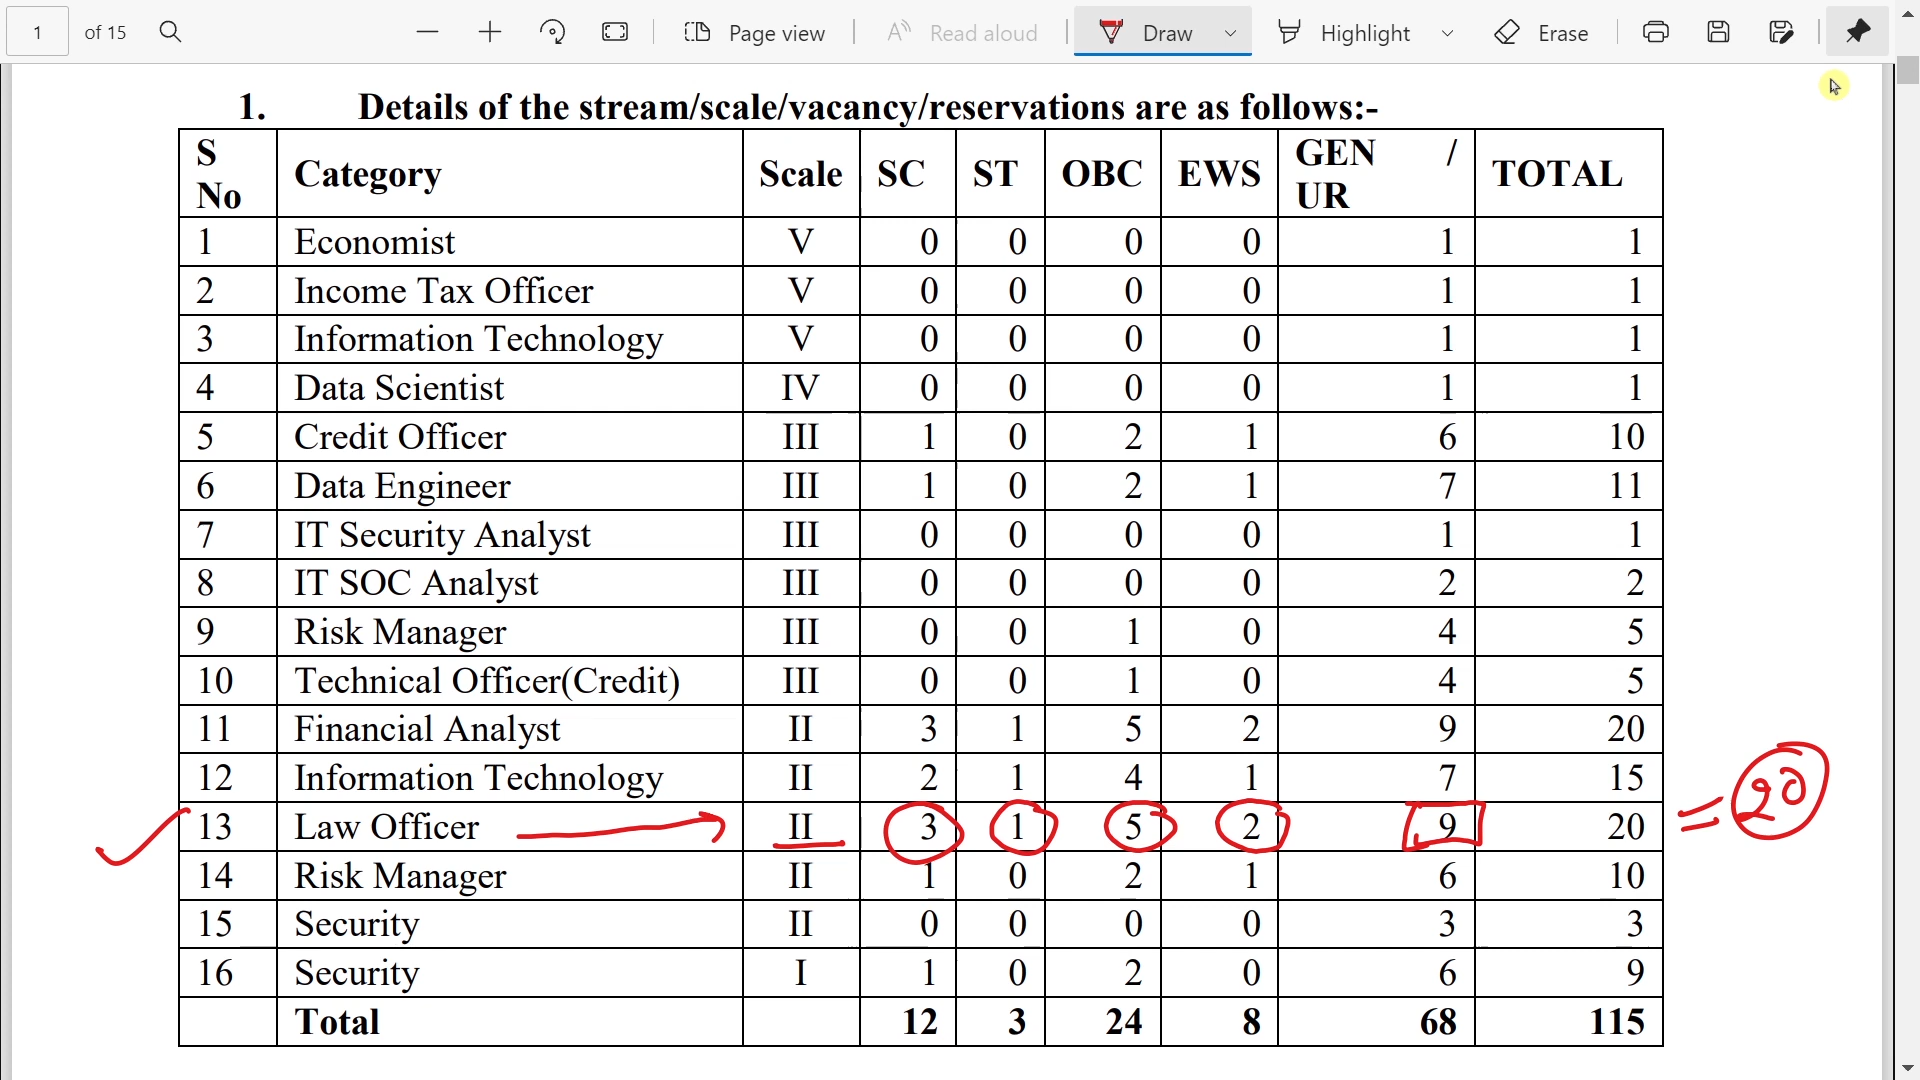 1 of 15 Page view Read aloud Draw Highlight Erase
1. Details of the stream/scale/vacancy/reservations are as follows:-
S No Category Scale SC ST OBC EWS GEN / UR TOTAL
1 Economist V 0 0 0 0 1 1
2 Income Tax Officer V 0 0 0 0 1 1
3 Information Technology V 0 0 0 0 1 1
4 Data Scientist IV 0 0 0 0 1 1
5 Credit Officer III 1 0 2 1 6 10
6 Data Engineer III 1 0 2 1 7 11
7 IT Security Analyst III 0 0 0 0 1 1
8 IT SOC Analyst III 0 0 0 0 2 2
9 Risk Manager III 0 0 1 0 4 5
10 Technical Officer(Credit) III 0 0 1 0 4 5
11 Financial Analyst II 3 1 5 2 9 20
12 Information Technology II 2 1 4 1 7 15
13 Law Officer II 3 1 5 2 9 20 = 20
14 Risk Manager II 1 0 2 1 6 10
15 Security II 0 0 0 0 3 3
16 Security I 1 0 2 0 6 9
Total 12 3 24 8 68 115